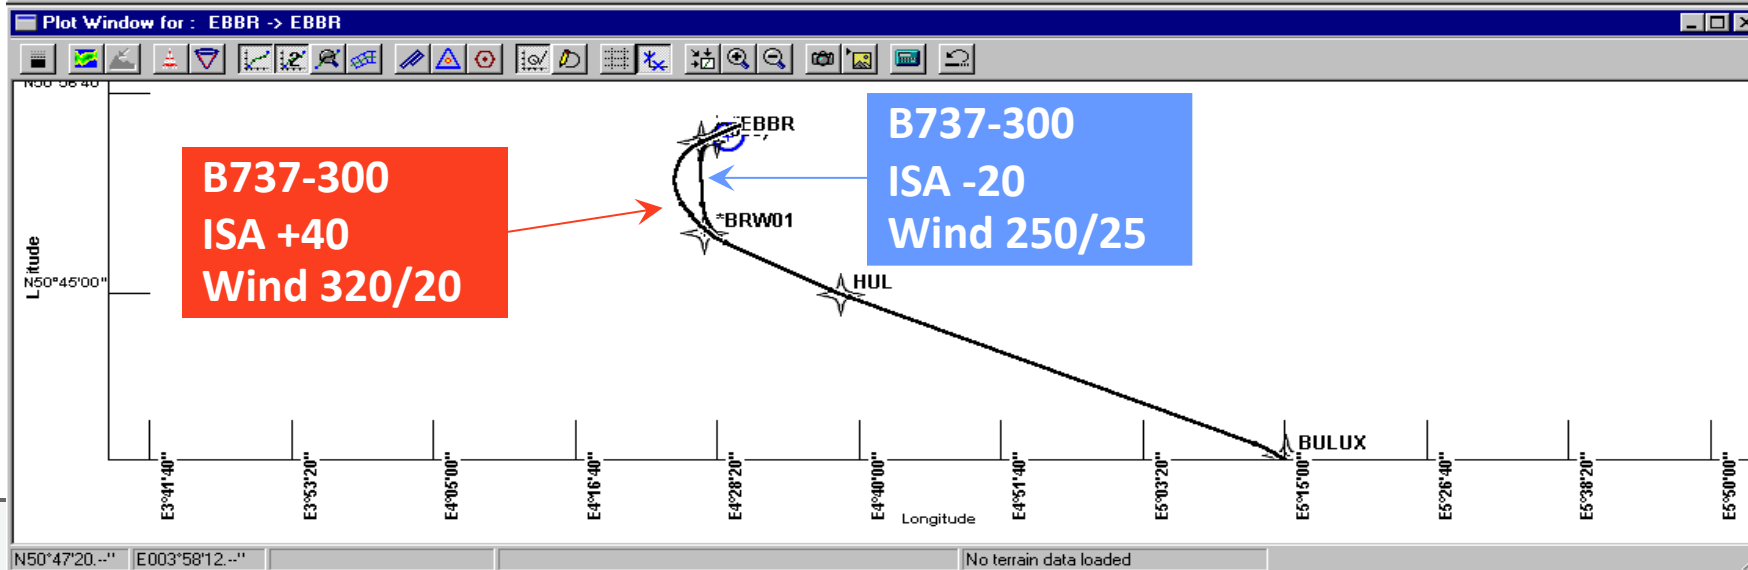 Plot Window for : EBBR -> EBBR
N50°56'40"
EBBR
B737-300
ISA -20
Wind 250/25
B737-300
ISA +40
Wind 320/20
*BRW01
HUL
BULUX
N50°45'00"
E3°41'40"
E3°53'20"
E4°05'00"
E4°16'40"
E4°28'20"
E4°40'00"
E4°51'40"
E5°03'20"
E5°15'00"
E5°26'40"
E5°38'20"
E5°50'00"
Longitude
N50°47'20.--"
E003°58'12.--"
No terrain data loaded